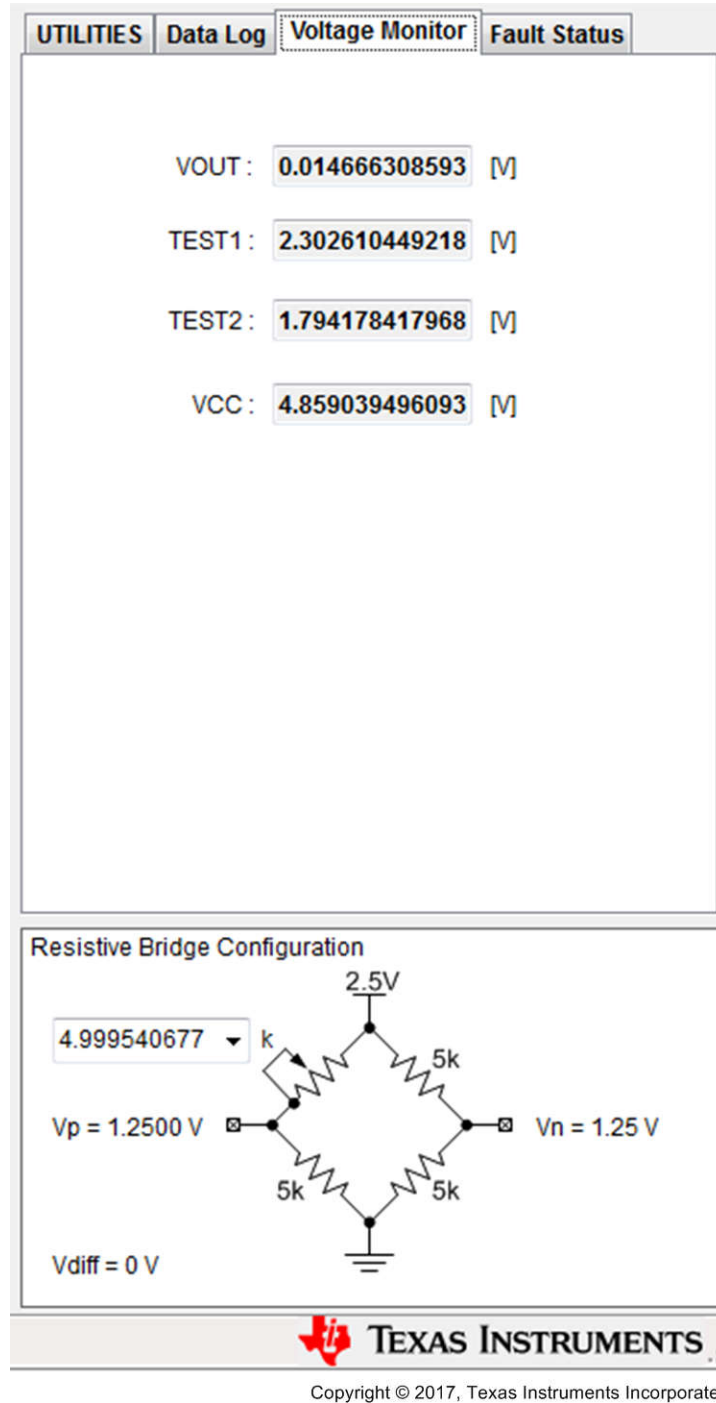 UTILITIES Data Log Voltage Monitor Fault Status
VOUT : 0.014666308593 [V]
TEST1 : 2.302610449218 [V]
TEST2 : 1.794178417968 [V]
VCC : 4.859039496093 [V]
Resistive Bridge Configuration
2.5V
4.999540677 k
5k
Vp = 1.2500 V Vn = 1.25 V
5k 5k
Vdiff = 0 V
TEXAS INSTRUMENTS
Copyright © 2017, Texas Instruments Incorporate